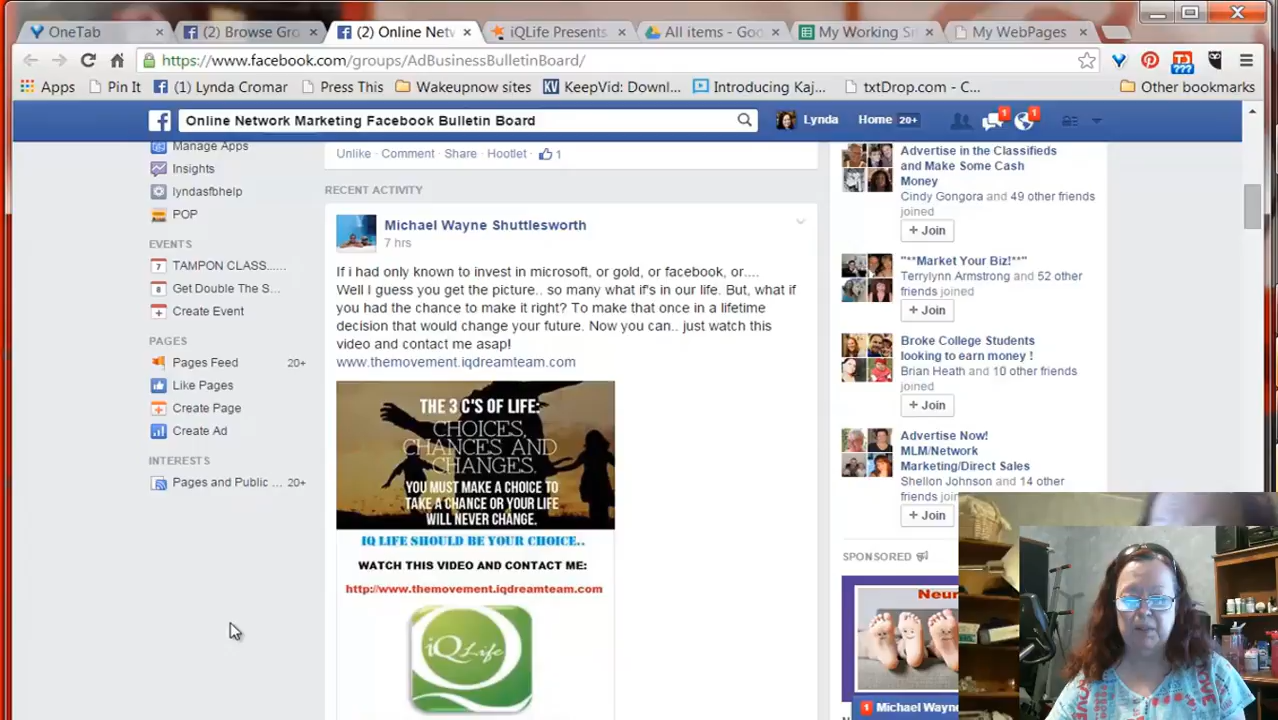 OneTab
(2) Browse Gro
(2) Online Netw
iQLife Presents
All items - Goo
My Working Sri
My WebPages
https://www.facebook.com/groups/AdBusinessBulletinBoard/
Apps
Pin It
(1) Lynda Cromar
Press This
Wakeupnow sites
KeepVid: Downl...
Introducing Kaj...
txtDrop.com - C...
Other bookmarks
Online Network Marketing Facebook Bulletin Board
Lynda
Home 20+
1
1
Manage Apps
Insights
lyndasfbhelp
POP
EVENTS
7 TAMPON CLASS......
8 Get Double The S...
Create Event
PAGES
Pages Feed 20+
Like Pages
Create Page
Create Ad
INTERESTS
Pages and Public ... 20+
Unlike · Comment · Share · Hootlet · 1
RECENT ACTIVITY
Michael Wayne Shuttlesworth
7 hrs
If i had only known to invest in microsoft, or gold, or facebook, or....
Well I guess you get the picture.. so many what if's in our life. But, what if
you had the chance to make it right? To make that once in a lifetime
decision that would change your future. Now you can.. just watch this
video and contact me asap!
www.themovement.iqdreamteam.com
THE 3 C'S OF LIFE:
CHOICES,
CHANCES AND
CHANGES.
YOU MUST MAKE A CHOICE TO
TAKE A CHANCE OR YOUR LIFE
WILL NEVER CHANGE.
IQ LIFE SHOULD BE YOUR CHOICE..
WATCH THIS VIDEO AND CONTACT ME:
http://www.themovement.iqdreamteam.com
iQLife
Advertise in the Classifieds
and Make Some Cash
Money
Cindy Gongora and 49 other friends
joined
+ Join
"**Market Your Biz!**"
Terrylynn Armstrong and 52 other
friends joined
+ Join
Broke College Students
looking to earn money !
Brian Heath and 10 other friends
joined
+ Join
Advertise Now!
MLM/Network
Marketing/Direct Sales
Shellon Johnson and 14 other
friends joined
+ Join
SPONSORED
Neur
1 Michael Wayne